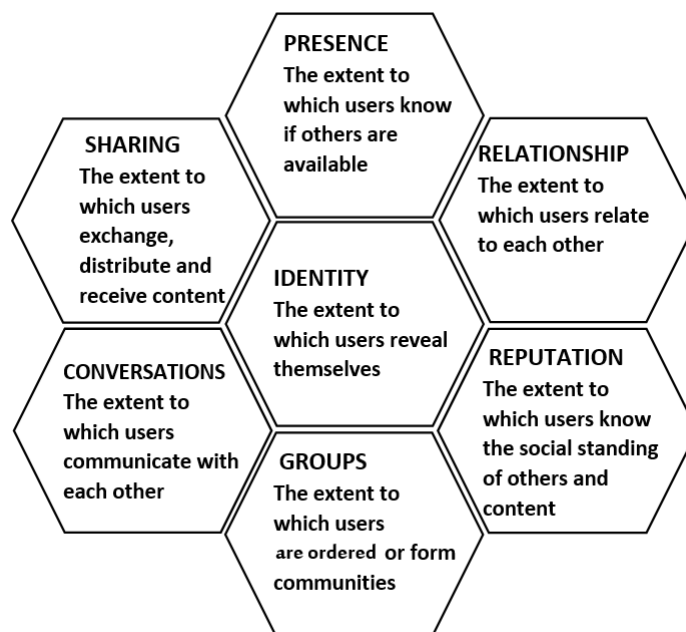 PRESENCE
The extent to
which users know
if others are
available
SHARING
The extent to
which users
exchange,
distribute and
receive content
RELATIONSHIP
The extent to
which users relate
to each other
IDENTITY
The extent to
which users reveal
themselves
CONVERSATIONS
The extent to
which users
communicate with
each other
REPUTATION
The extent to
which users know
the social standing
of others and
content
GROUPS
The extent to
which users
are ordered or form
communities